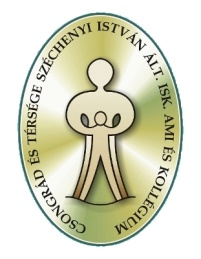 CSONGRÁD ÉS TÉRSÉGE SZÉCHENYI ISTVÁN ÁLT. ISK. AMI ÉS KOLLÉGIUM